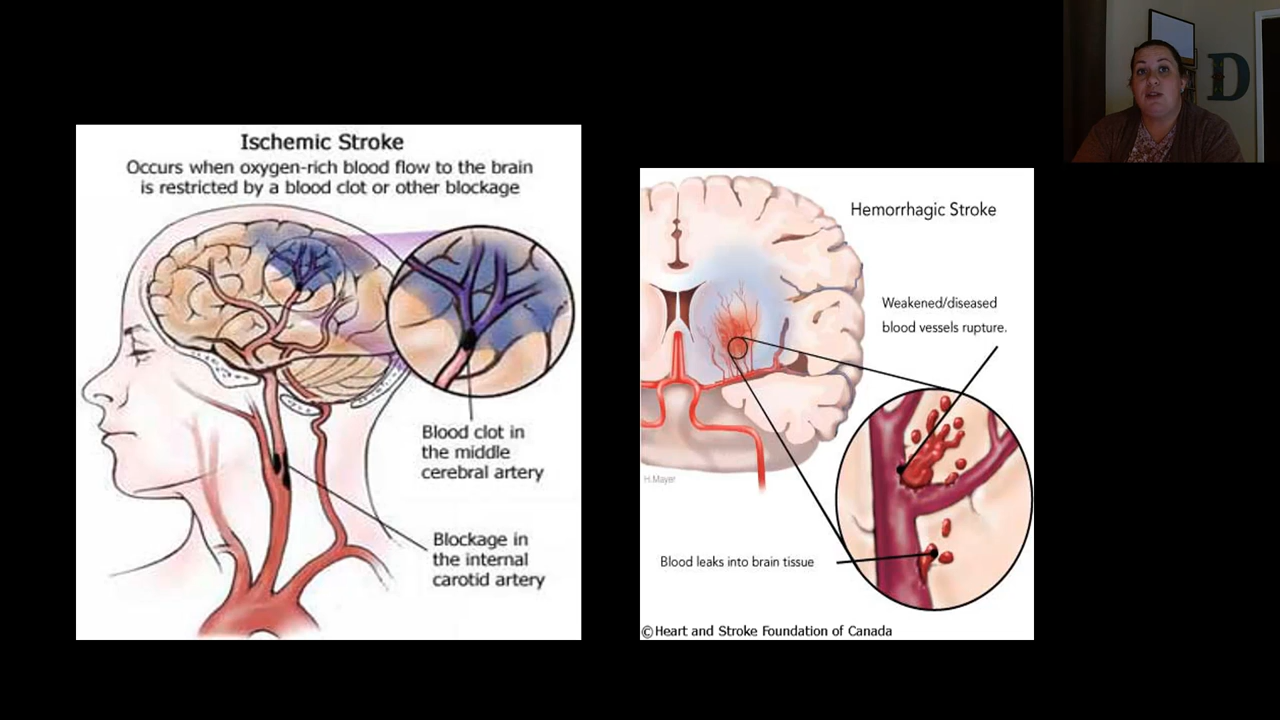 Ischemic Stroke
Occurs when oxygen-rich blood flow to the brain
is restricted by a blood clot or other blockage
Blood clot in
the middle
cerebral artery
Blockage in
the internal
carotid artery
Hemorrhagic Stroke
Weakened/diseased
blood vessels rupture.
H.Mayer
Blood leaks into brain tissue
©Heart and Stroke Foundation of Canada
D